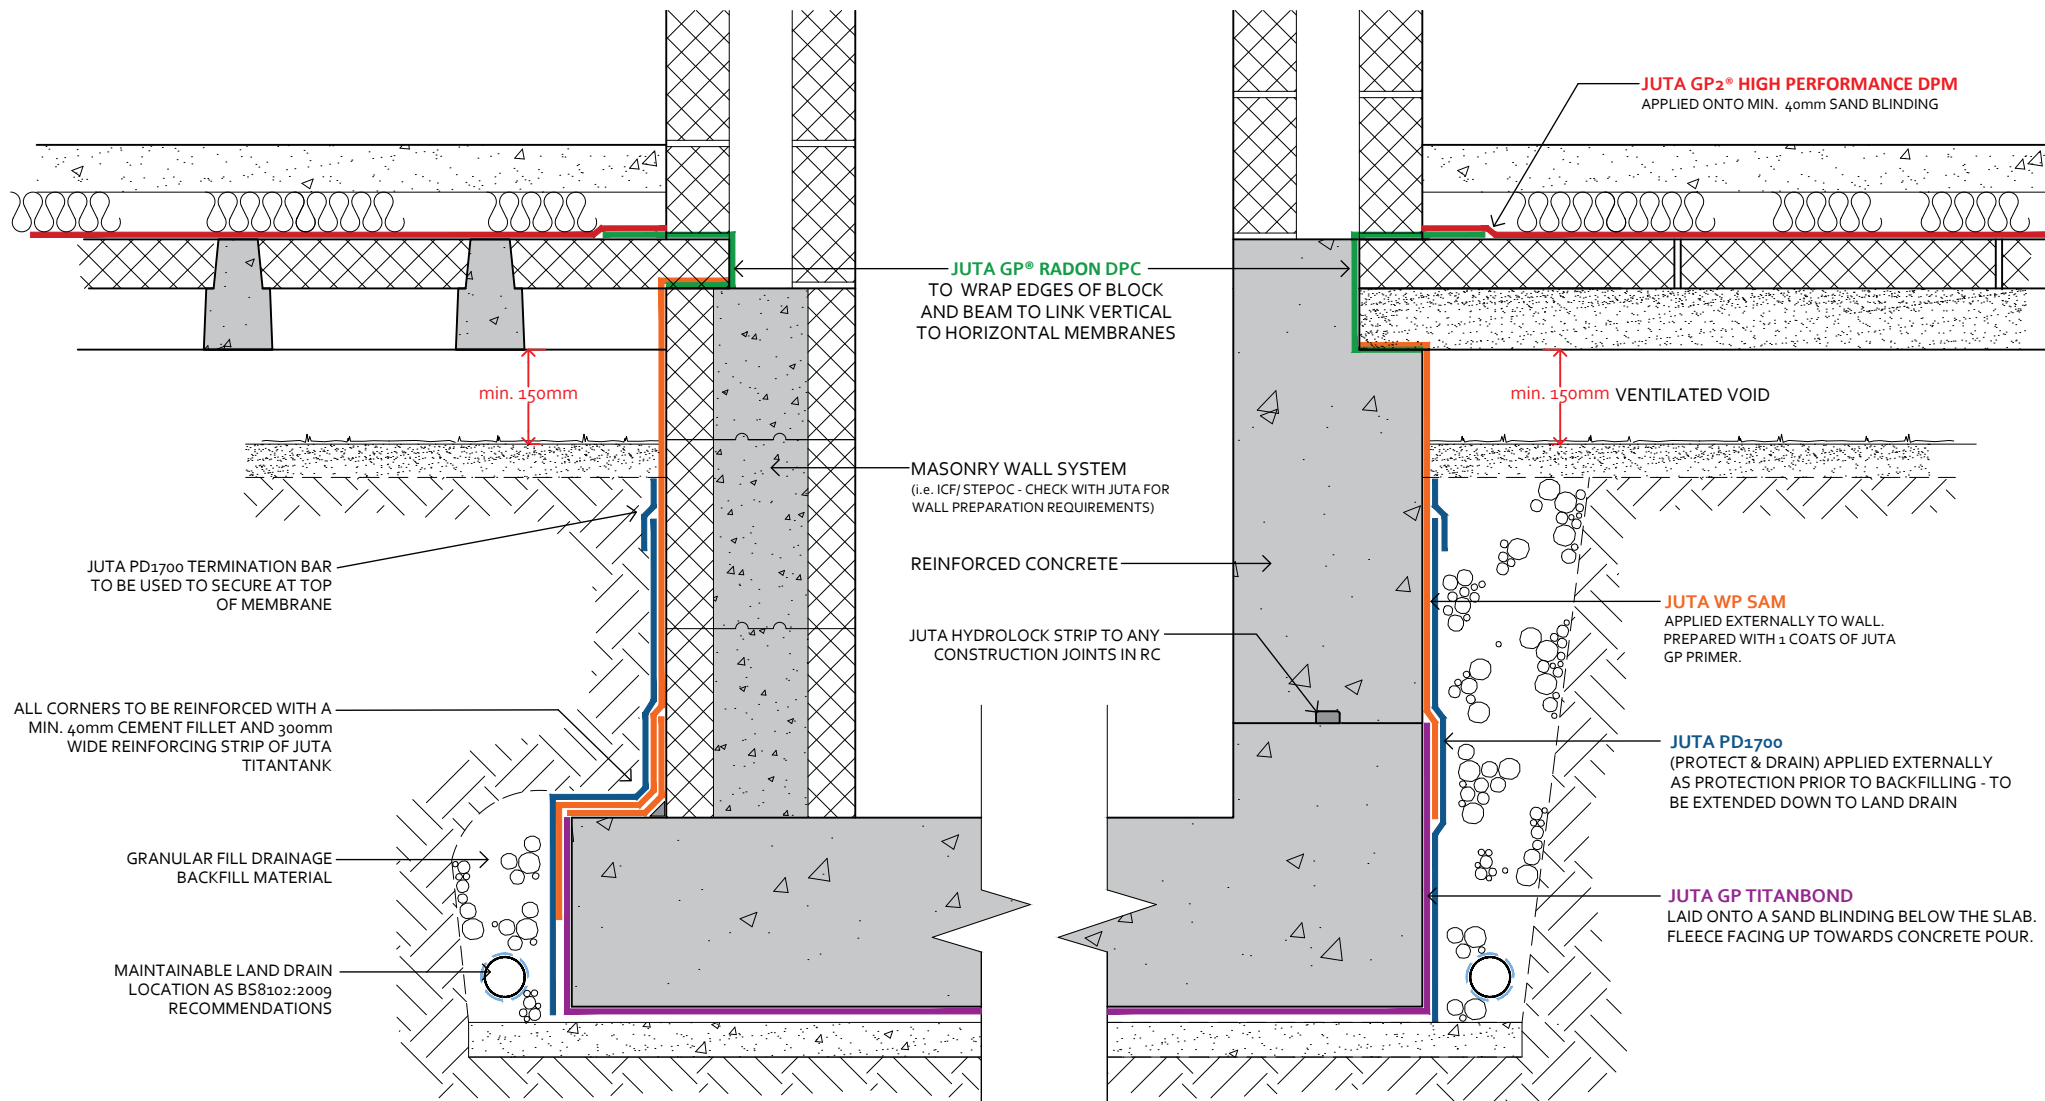 JUTA GP2® HIGH PERFORMANCE DPM
APPLIED ONTO MIN. 40mm SAND BLINDING
JUTA GP® RADON DPC
TO WRAP EDGES OF BLOCK
AND BEAM TO LINK VERTICAL
TO HORIZONTAL MEMBRANES
min. 150mm
min. 150mm VENTILATED VOID
MASONRY WALL SYSTEM
(i.e. ICF/ STEPOC - CHECK WITH JUTA FOR
WALL PREPARATION REQUIREMENTS)
JUTA PD1700 TERMINATION BAR
TO BE USED TO SECURE AT TOP
OF MEMBRANE
REINFORCED CONCRETE
JUTA WP SAM
APPLIED EXTERNALLY TO WALL.
PREPARED WITH 1 COATS OF JUTA
GP PRIMER.
JUTA HYDROLOCK STRIP TO ANY
CONSTRUCTION JOINTS IN RC
ALL CORNERS TO BE REINFORCED WITH A
MIN. 40mm CEMENT FILLET AND 300mm
WIDE REINFORCING STRIP OF JUTA
TITANTANK
JUTA PD1700
(PROTECT & DRAIN) APPLIED EXTERNALLY
AS PROTECTION PRIOR TO BACKFILLING - TO
BE EXTENDED DOWN TO LAND DRAIN
GRANULAR FILL DRAINAGE
BACKFILL MATERIAL
JUTA GP TITANBOND
LAID ONTO A SAND BLINDING BELOW THE SLAB.
FLEECE FACING UP TOWARDS CONCRETE POUR.
MAINTAINABLE LAND DRAIN
LOCATION AS BS8102:2009
RECOMMENDATIONS